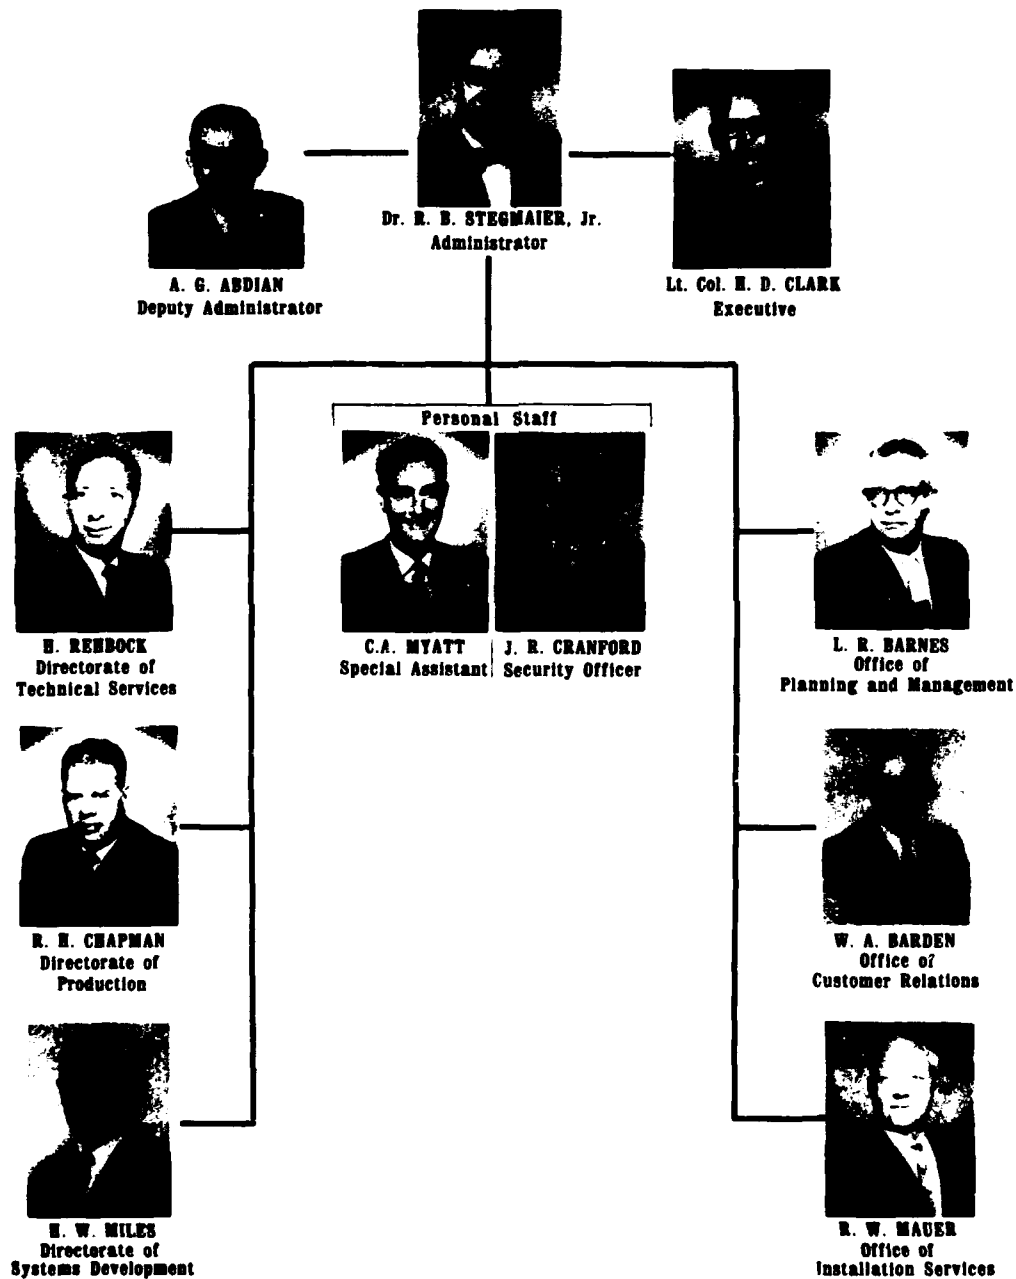 Dr. R. B. STEGMAIER, Jr.
Administrator
A. G. ABDIAN
Deputy Administrator
Lt. Col. H. D. CLARK
Executive
Personal Staff
H. REHBOCK
Directorate of
Technical Services
C.A. MYATT
Special Assistant
J. R. CRANFORD
Security Officer
L. R. BARNES
Office of
Planning and Management
R. H. CHAPMAN
Directorate of
Production
W. A. BARDEN
Office of
Customer Relations
H. W. MILES
Directorate of
Systems Development
R. W. MAUER
Office of
Installation Services